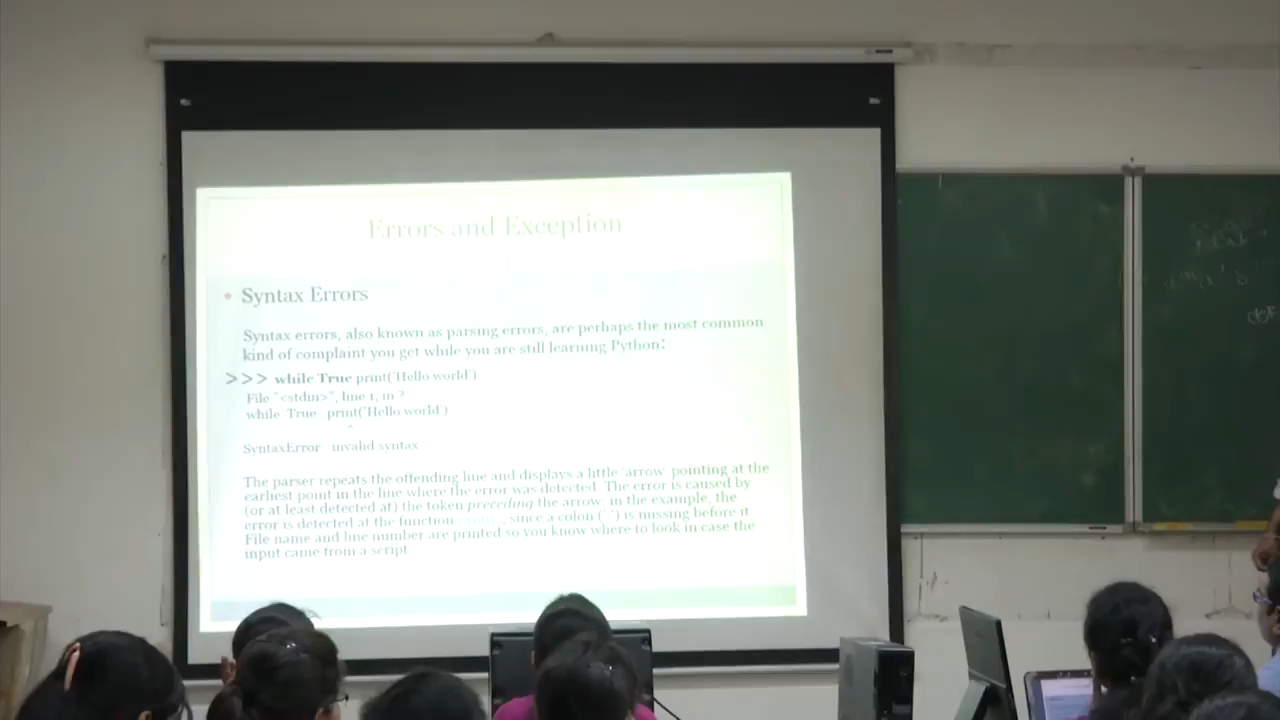 Errors and Exception
• Syntax Errors
Syntax errors, also known as parsing errors, are perhaps the most common
kind of complaint you get while you are still learning Python:
>>> while True print('Hello world')
File "<stdin>", line 1, in ?
while True print('Hello world')
^
SyntaxError: invalid syntax
The parser repeats the offending line and displays a little 'arrow' pointing at the
earliest point in the line where the error was detected. The error is caused by
(or at least detected at) the token preceding the arrow: in the example, the
error is detected at the function , since a colon (':') is missing before it
File name and line number are printed so you know where to look in case the
input came from a script